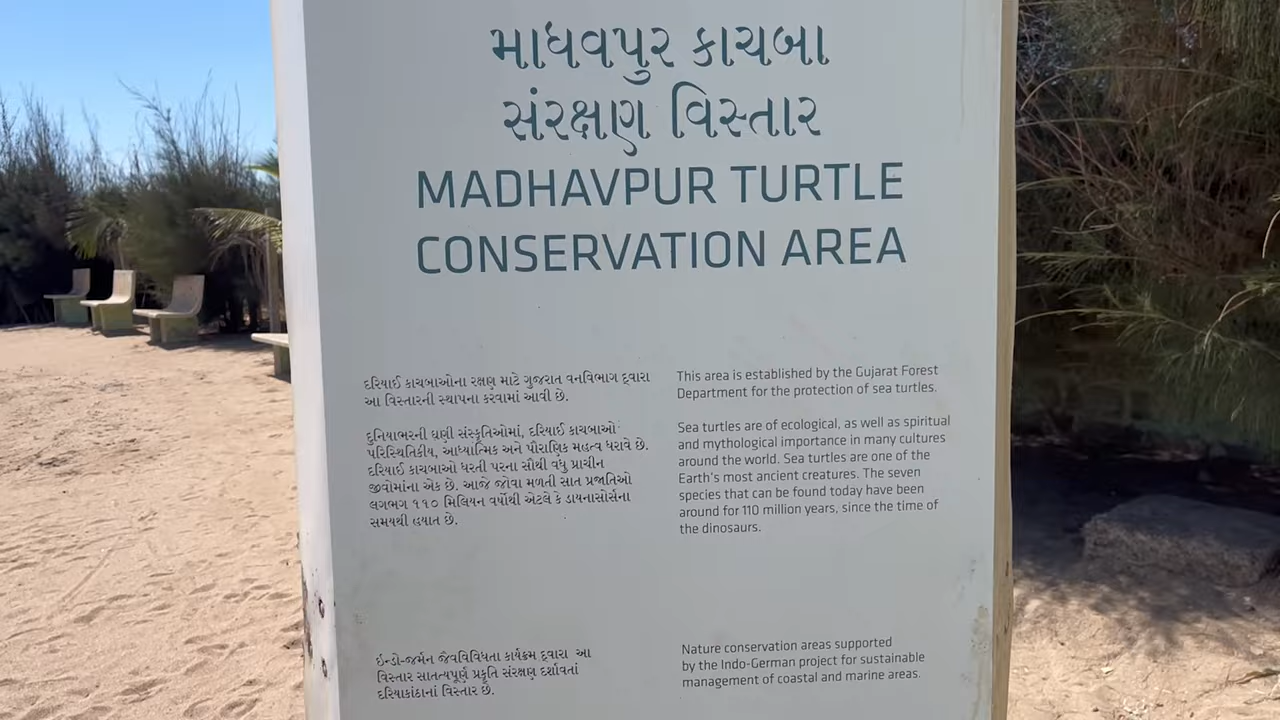 માધવપુર કાચબા
સંરક્ષણ વિસ્તાર
MADHAVPUR TURTLE
CONSERVATION AREA
દરિયાઈ કાચબાઓના રક્ષણ માટે ગુજરાત વનવિભાગ દ્વારા
આ વિસ્તારની સ્થાપના કરવામાં આવી છે.
દુનિયાભરની ઘણી સંસ્કૃતિઓમાં, દરિયાઈ કાચબાઓ
પરિસ્થિતિકીય, આધ્યાત્મિક અને પૌરાણિક મહત્વ ધરાવે છે.
દરિયાઈ કાચબાઓ ધરતી પરના સૌથી વધુ પ્રાચીન
જીવોમાંના એક છે. આજે જોવા મળતી સાત પ્રજાતિઓ
લગભગ ૧૧૦ મિલિયન વર્ષોથી એટલે કે ડાયનાસોર્સના
સમયથી હયાત છે.
This area is established by the Gujarat Forest
Department for the protection of sea turtles.
Sea turtles are of ecological, as well as spiritual
and mythological importance in many cultures
around the world. Sea turtles are one of the
Earth's most ancient creatures. The seven
species that can be found today have been
around for 110 million years, since the time of
the dinosaurs.
ઈન્ડો-જર્મન જૈવવિવિધતા કાર્યક્રમ દ્વારા આ
વિસ્તાર સાતત્યપૂર્ણ પ્રકૃતિ સંરક્ષણ દર્શાવતાં
દરિયાકાંઠાનાં વિસ્તાર છે.
Nature conservation areas supported
by the Indo-German project for sustainable
management of coastal and marine areas.